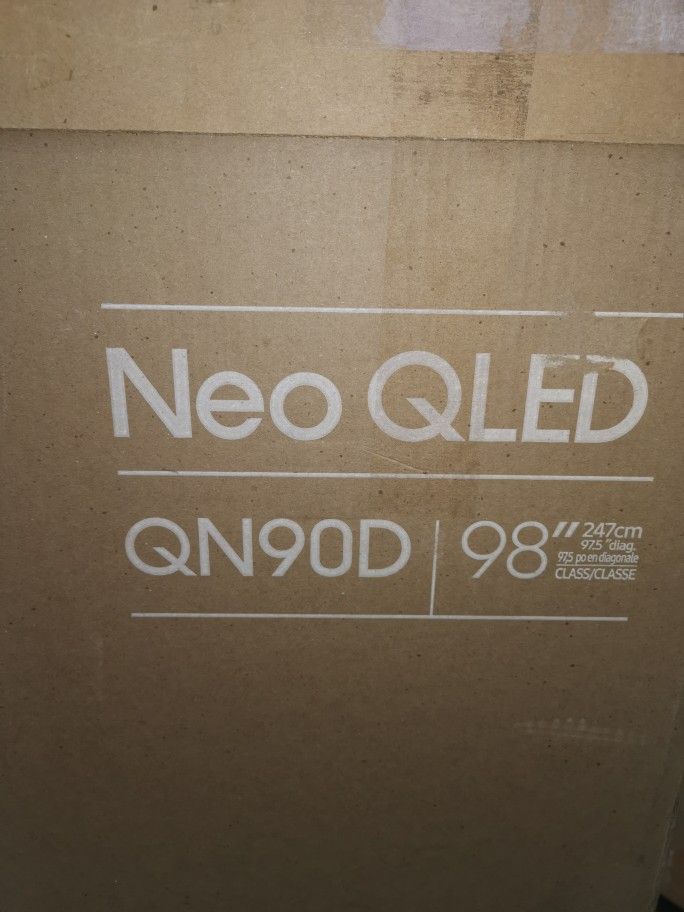 Neo QLED
QN90D 98"
247cm
97.5 "diag.
97,5 po en diagonale
CLASS/CLASSE